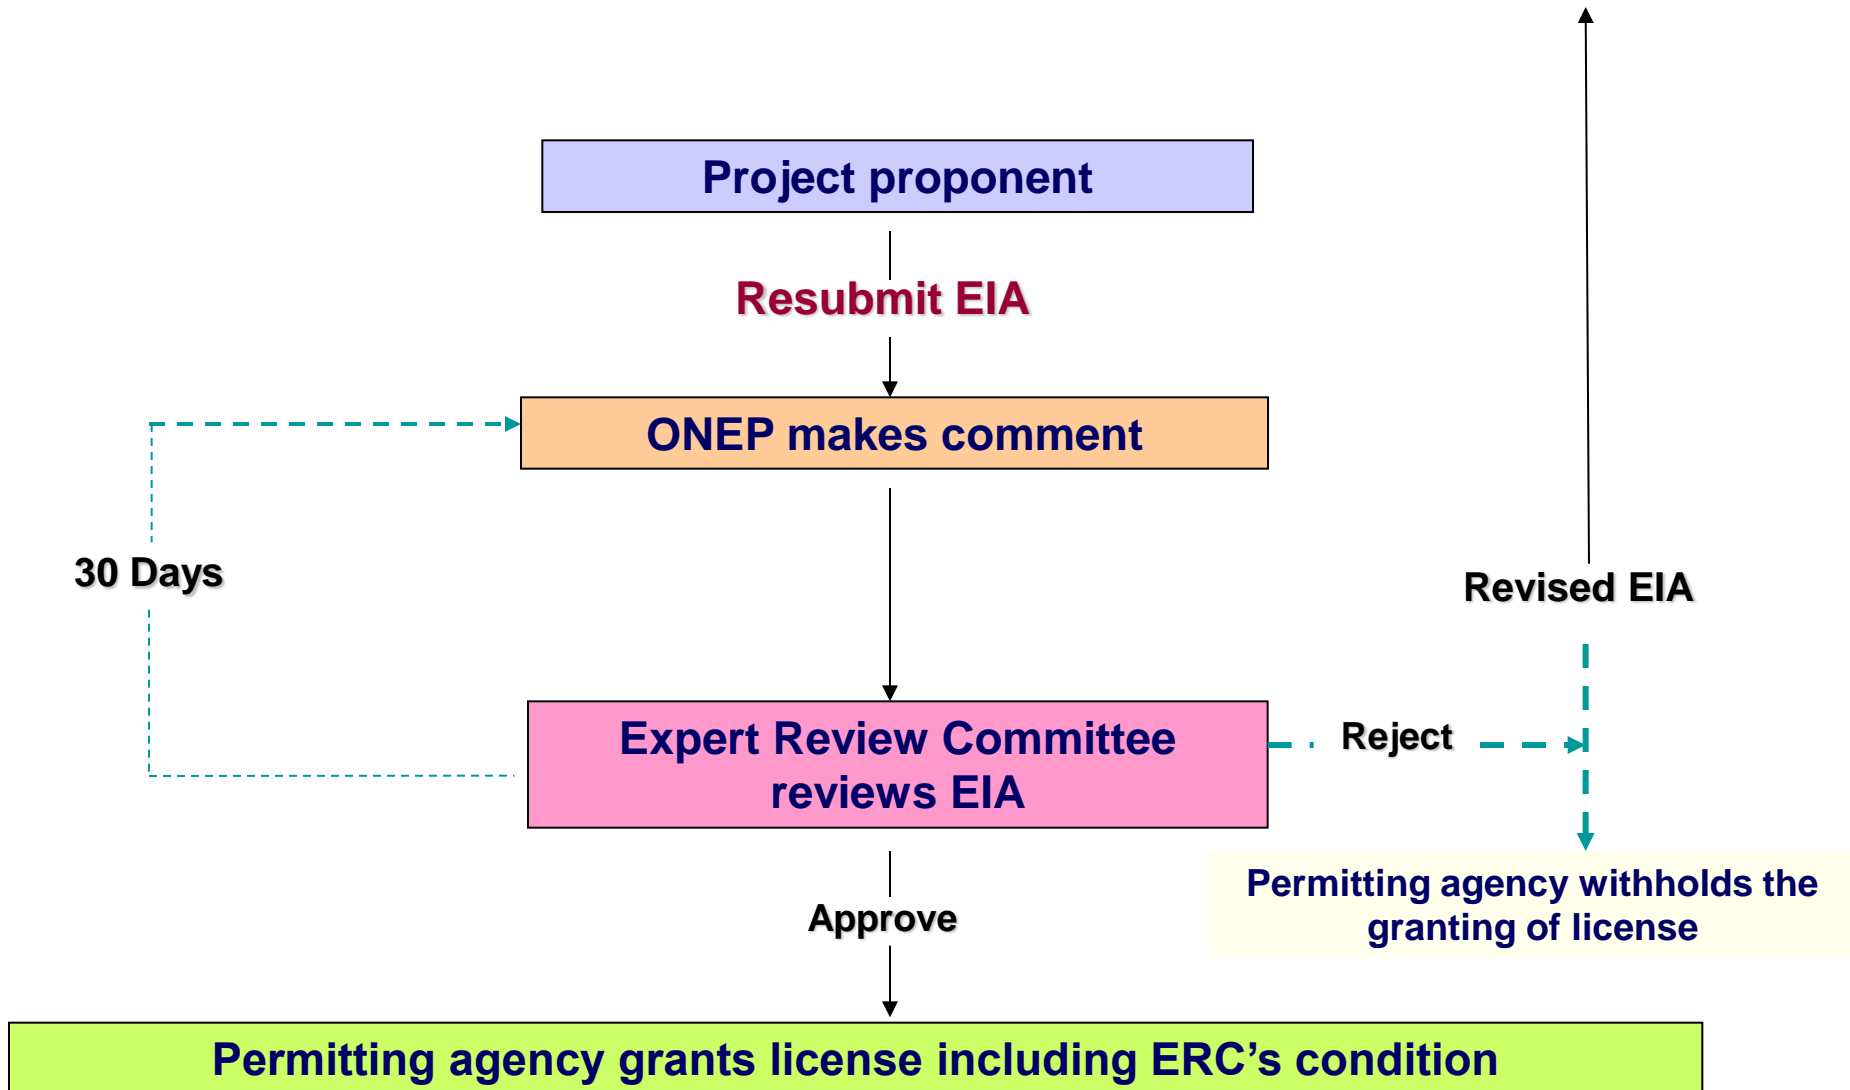 Project proponent
Resubmit EIA
ONEP makes comment
30 Days
Revised EIA
Expert Review Committee
reviews EIA
Reject
Permitting agency withholds the
granting of license
Approve
Permitting agency grants license including ERC’s condition